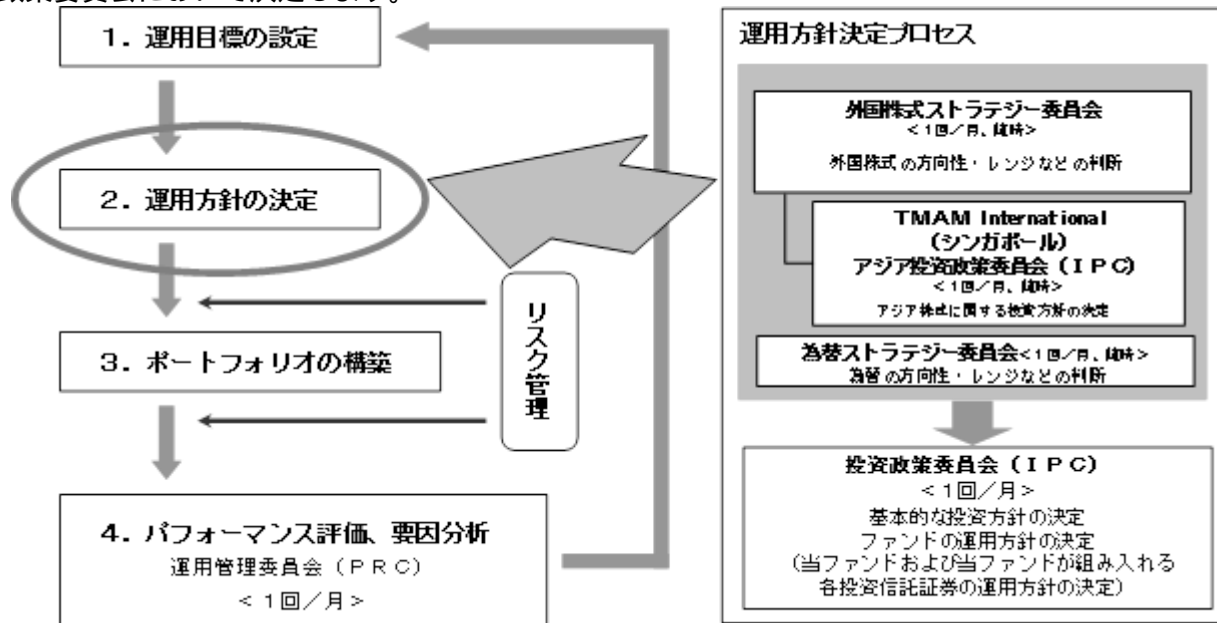 １．運用目標の設定
２．運用方針の決定
３．ポートフォリオの構築
４．パフォーマンス評価、要因分析
運用管理委員会（ＰＲＣ）
＜１回／月＞
リスク管理
運用方針決定プロセス
外国株式ストラテジー委員会
＜１回／月、随時＞
外国株式の方向性・レンジなどの判断
TMAM International
（シンガポール）
アジア投資政策委員会（ＩＰＣ）
＜１回／月、随時＞
アジア株式に関する投資方針の決定
為替ストラテジー委員会＜１回／月、随時＞
為替の方向性・レンジなどの判断
投資政策委員会（ＩＰＣ）
＜１回／月＞
基本的な投資方針の決定
ファンドの運用方針の決定
（当ファンドおよび当ファンドが組み入れる
各投資信託証券の運用方針の決定）